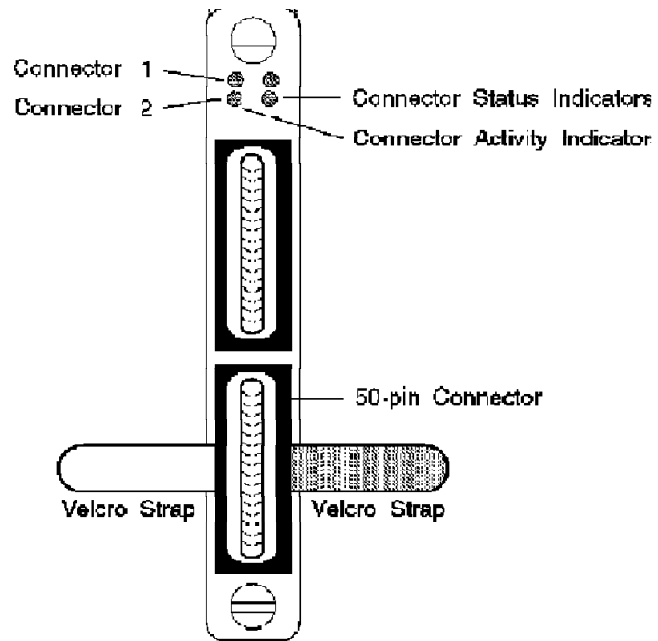 Connector 1
Connector 2
Connector Status Indicators
Connector Activity Indicator
50-pin Connector
Velcro Strap
Velcro Strap